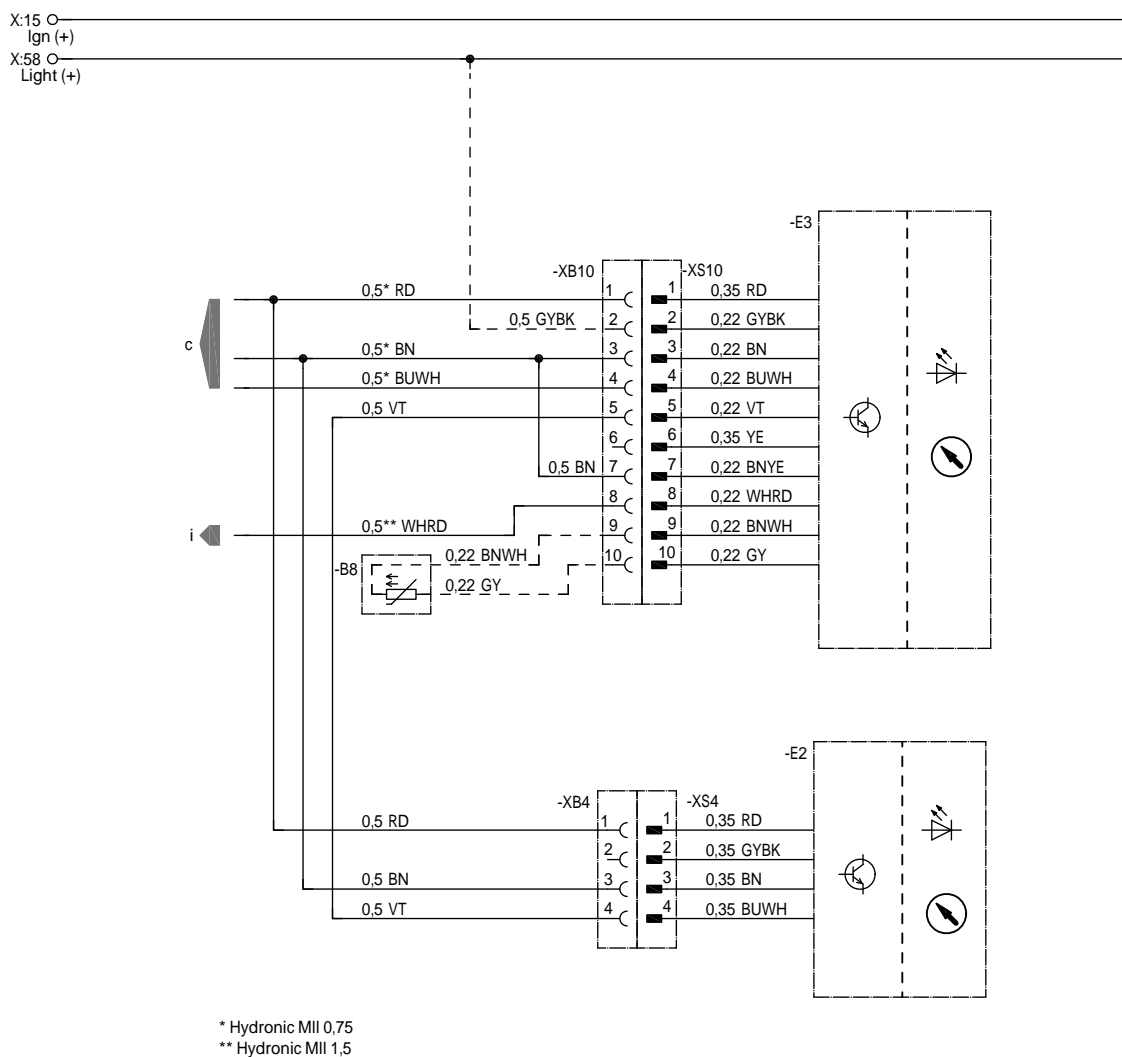 X:15
Ign (+)
X:58
Light (+)
-E3
-XB10 -XS10
0,5* RD 1 1 0,35 RD
0,5 GYBK 2 2 0,22 GYBK
c
0,5* BN 3 3 0,22 BN
0,5* BUWH 4 4 0,22 BUWH
0,5 VT 5 5 0,22 VT
6 6 0,35 YE
0,5 BN 7 7 0,22 BNYE
8 8 0,22 WHRD
i 0,5** WHRD 9 9 0,22 BNWH
-B8 0,22 BNWH 10 10 0,22 GY
0,22 GY
-E2
-XB4 -XS4
0,5 RD 1 1 0,35 RD
2 2 0,35 GYBK
0,5 BN 3 3 0,35 BN
0,5 VT 4 4 0,35 BUWH
* Hydronic MII 0,75
** Hydronic MII 1,5